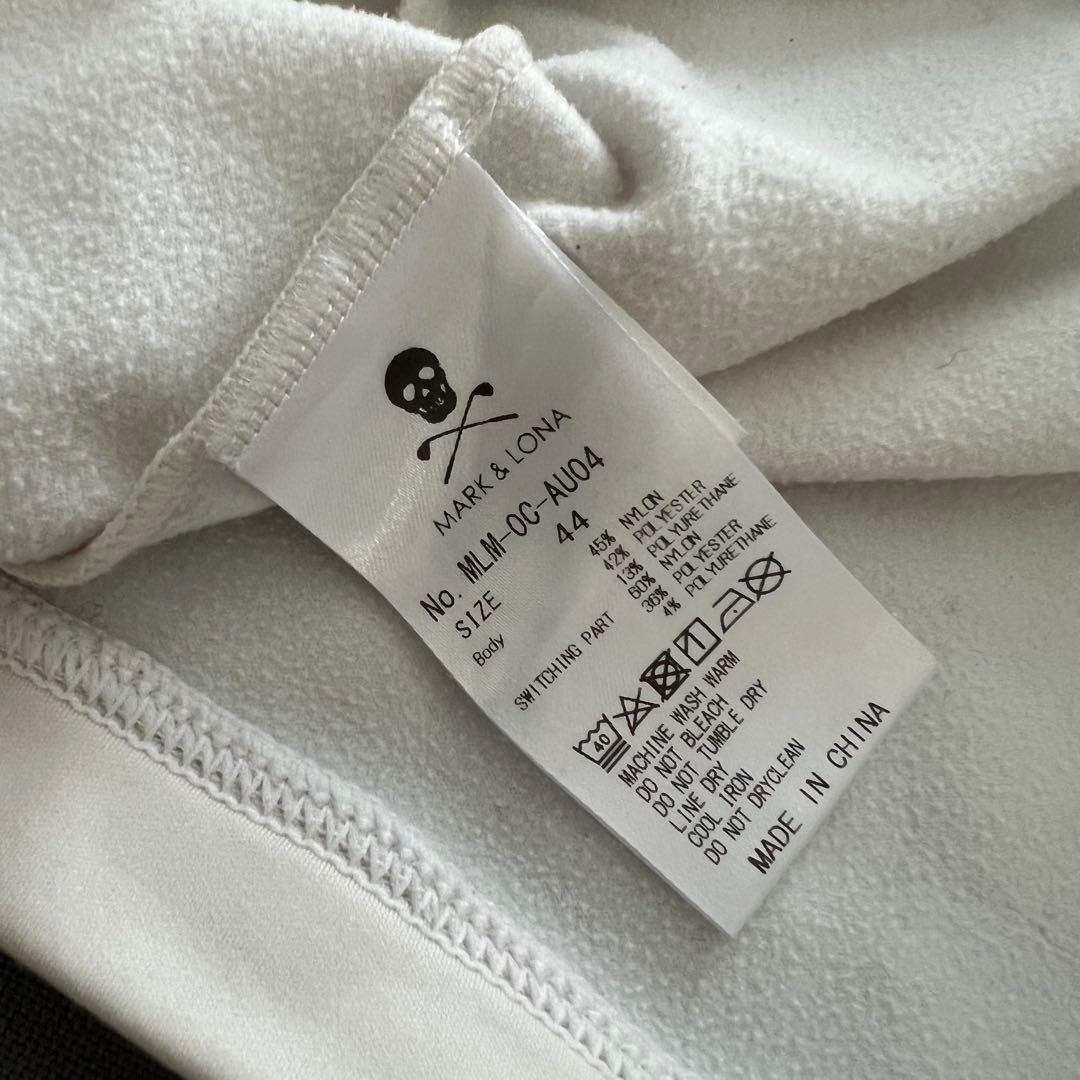 MARK & LONA
No. MLM-0C-AU04
SIZE 44
Body 45% NYLON
42% POLYESTER
13% POLYURETHANE
SWITCHING PART 60% NYLON
36% POLYESTER
4% POLYURETHANE
40
MACHINE WASH WARM
DO NOT BLEACH
DO NOT TUMBLE DRY
LINE DRY
COOL IRON
DO NOT DRYCLEAN
MADE IN CHINA